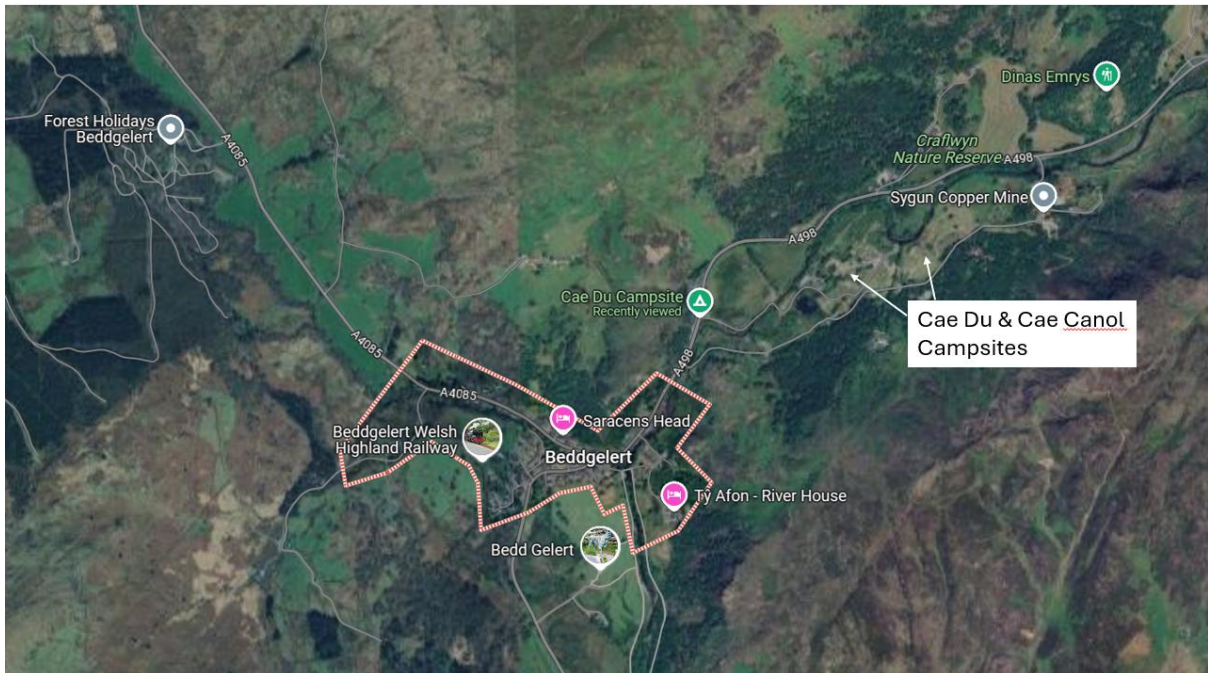 Dinas Emrys
Forest Holidays
Beddgelert
A4085
Craflwyn
Nature Reserve
A498
Sygun Copper Mine
A498
Cae Du Campsite
Recently viewed
Cae Du & Cae Canol
Campsites
A4085
A498
A4085
Saracens Head
Beddgelert Welsh
Highland Railway
Beddgelert
Tŷ Afon - River House
Bedd Gelert